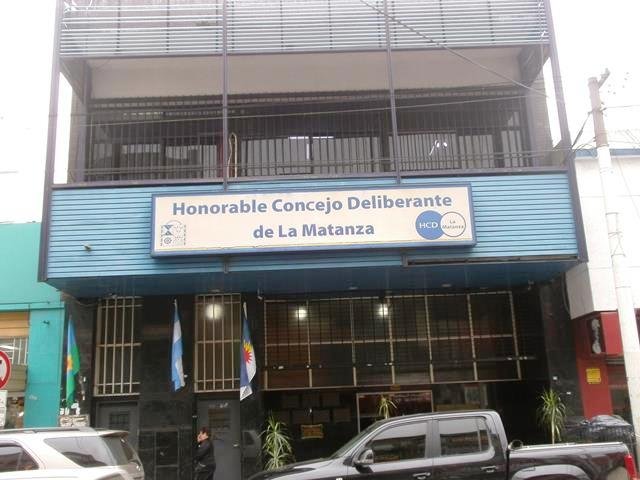 Honorable Concejo Deliberante
de La Matanza
HCD
La
Matanza